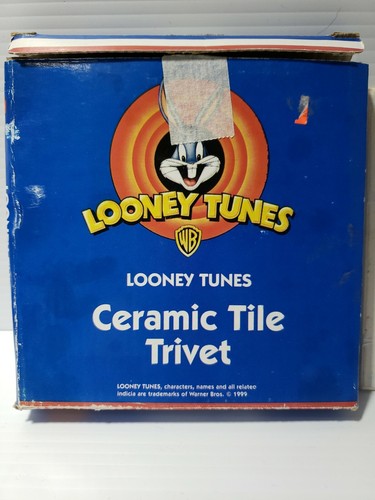 LOONEY TUNES
WB
LOONEY TUNES
Ceramic Tile
Trivet
LOONEY TUNES, characters, names and all related
indicia are trademarks of Warner Bros. © 1999